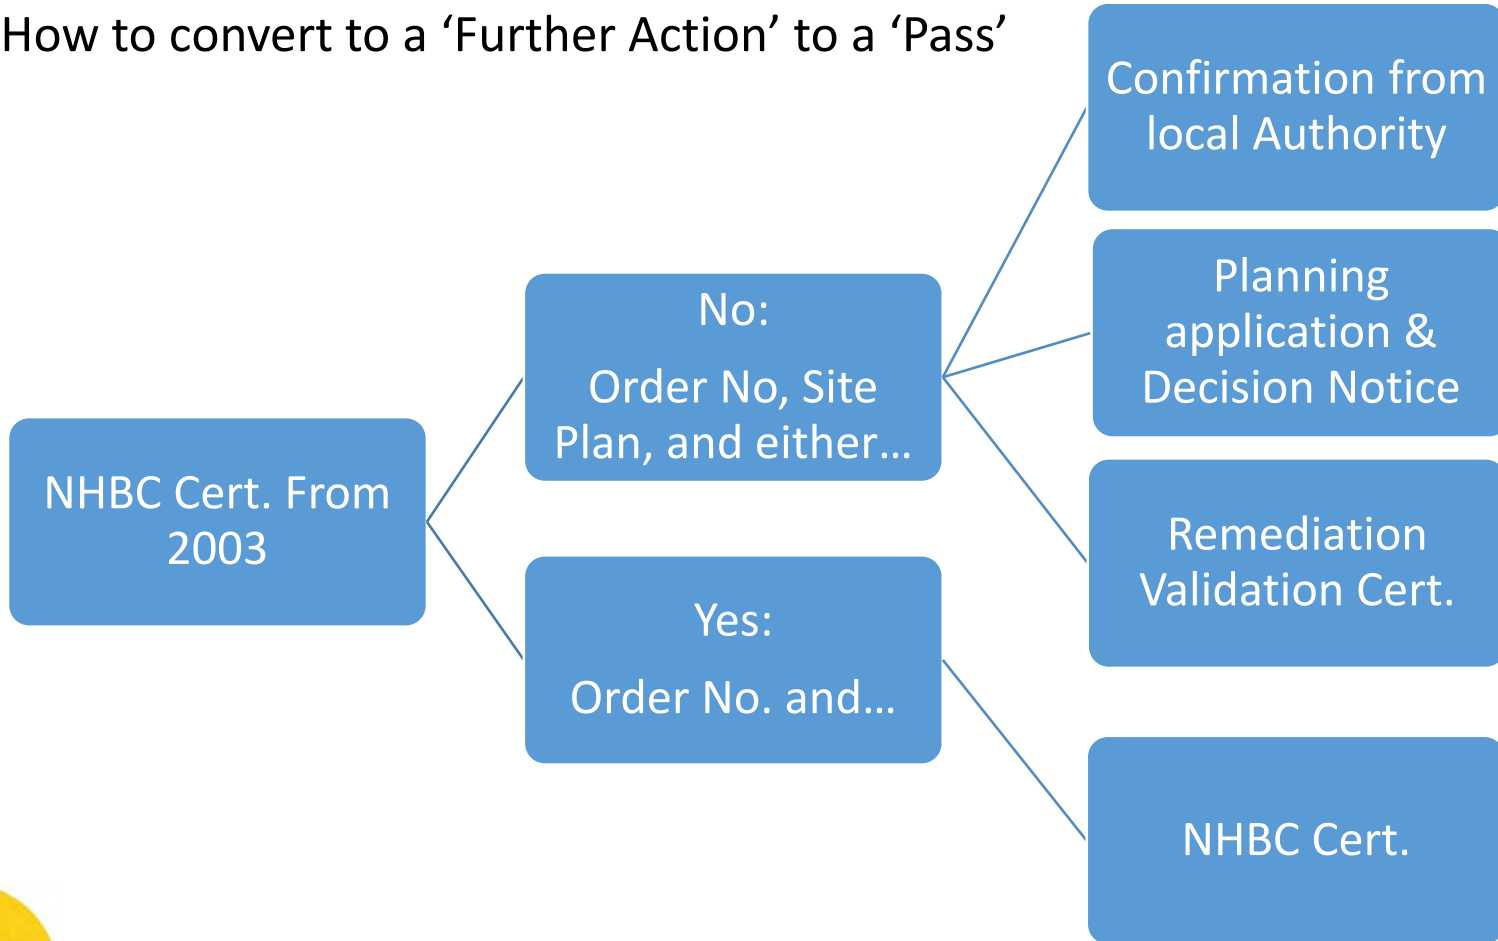 How to convert to a ‘Further Action’ to a ‘Pass’
NHBC Cert. From
2003
No:
Order No, Site
Plan, and either…
Yes:
Order No. and…
Confirmation from
local Authority
Planning
application &
Decision Notice
Remediation
Validation Cert.
NHBC Cert.